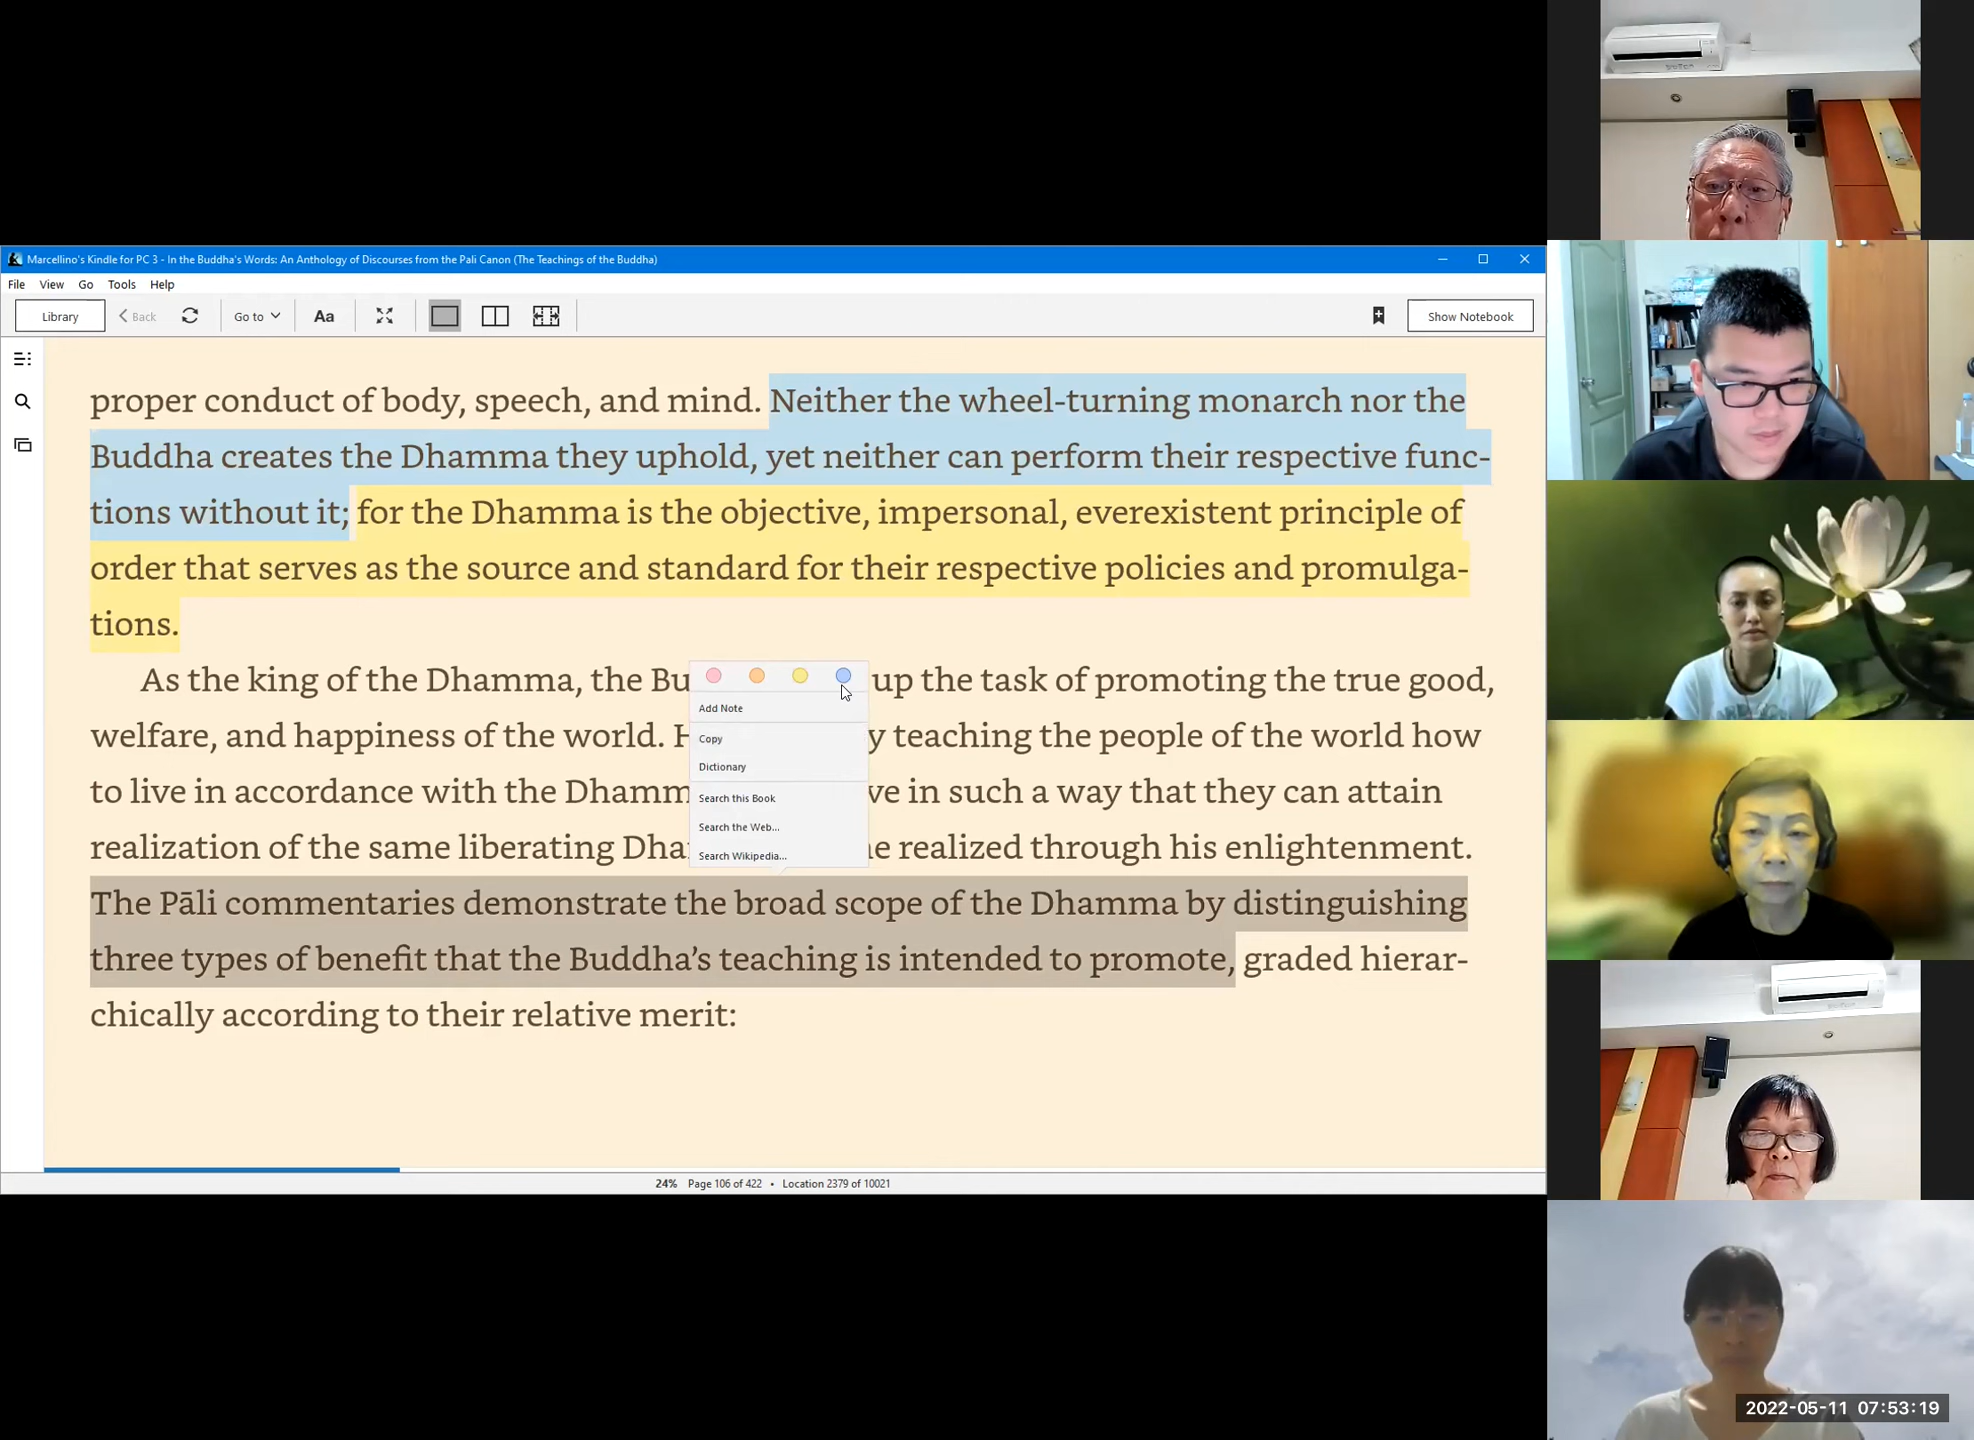 Marcellino's Kindle for PC 3 - In the Buddha's Words: An Anthology of Discourses from the Pali Canon (The Teachings of the Buddha)
File View Go Tools Help
Library Back Go to Aa Show Notebook
proper conduct of body, speech, and mind. Neither the wheel-turning monarch nor the
Buddha creates the Dhamma they uphold, yet neither can perform their respective func-
tions without it; for the Dhamma is the objective, impersonal, everexistent principle of
order that serves as the source and standard for their respective policies and promulga-
tions.
As the king of the Dhamma, the Bu up the task of promoting the true good,
welfare, and happiness of the world. H y teaching the people of the world how
to live in accordance with the Dhamm ve in such a way that they can attain
realization of the same liberating Dha e realized through his enlightenment.
The Pāli commentaries demonstrate the broad scope of the Dhamma by distinguishing
three types of benefit that the Buddha's teaching is intended to promote, graded hierar-
chically according to their relative merit:
Add Note
Copy
Dictionary
Search this Book
Search the Web...
Search Wikipedia...
24% Page 106 of 422 • Location 2379 of 10021
2022-05-11 07:53:19